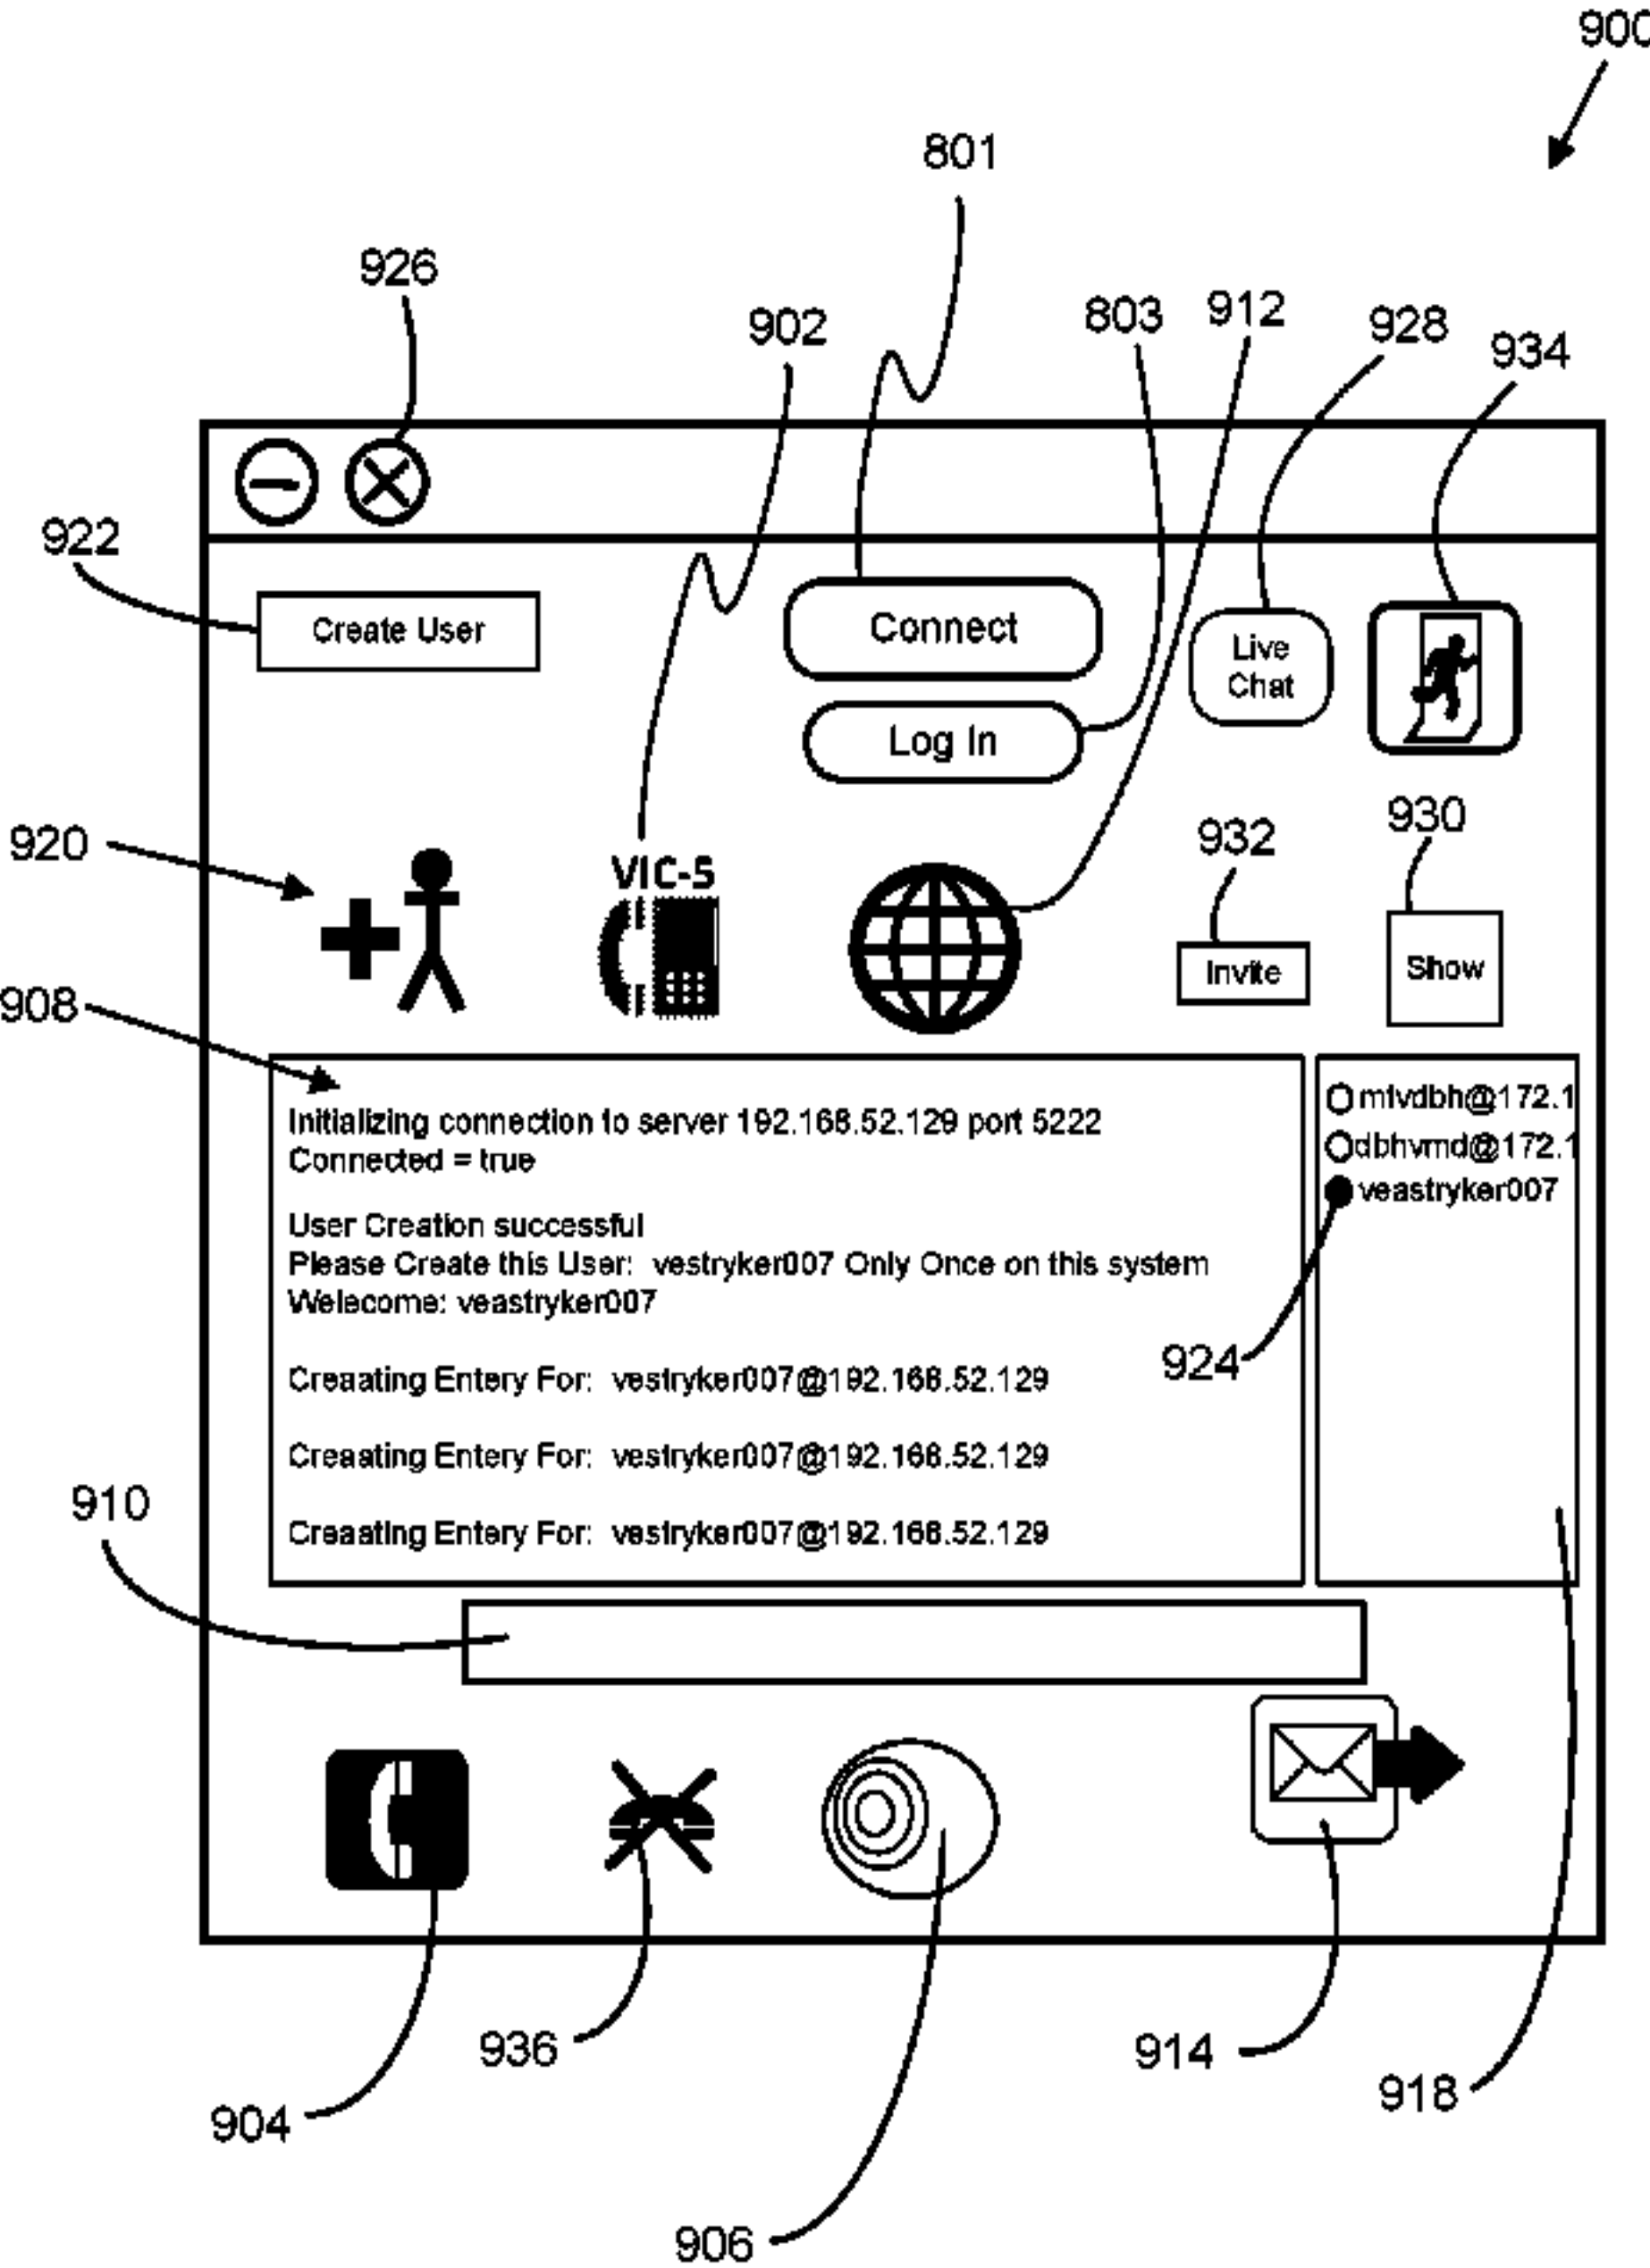 900
801
926
902
803
912
928
934
922
Create User
Connect
Live
Chat
Log In
920
932
930
VIC-5
Invite
Show
908
Initializing connection to server 192.168.52.129 port 5222
Connected = true
User Creation successful
Please Create this User: vestryker007 Only Once on this system
Welecome: veastryker007
Creaating Entery For: vestryker007@192.168.52.129
Creaating Entery For: vestryker007@192.168.52.129
Creaating Entery For: vestryker007@192.168.52.129
mfvdbh@172.1
dbhvmd@172.1
veastryker007
924
910
936
914
918
904
906